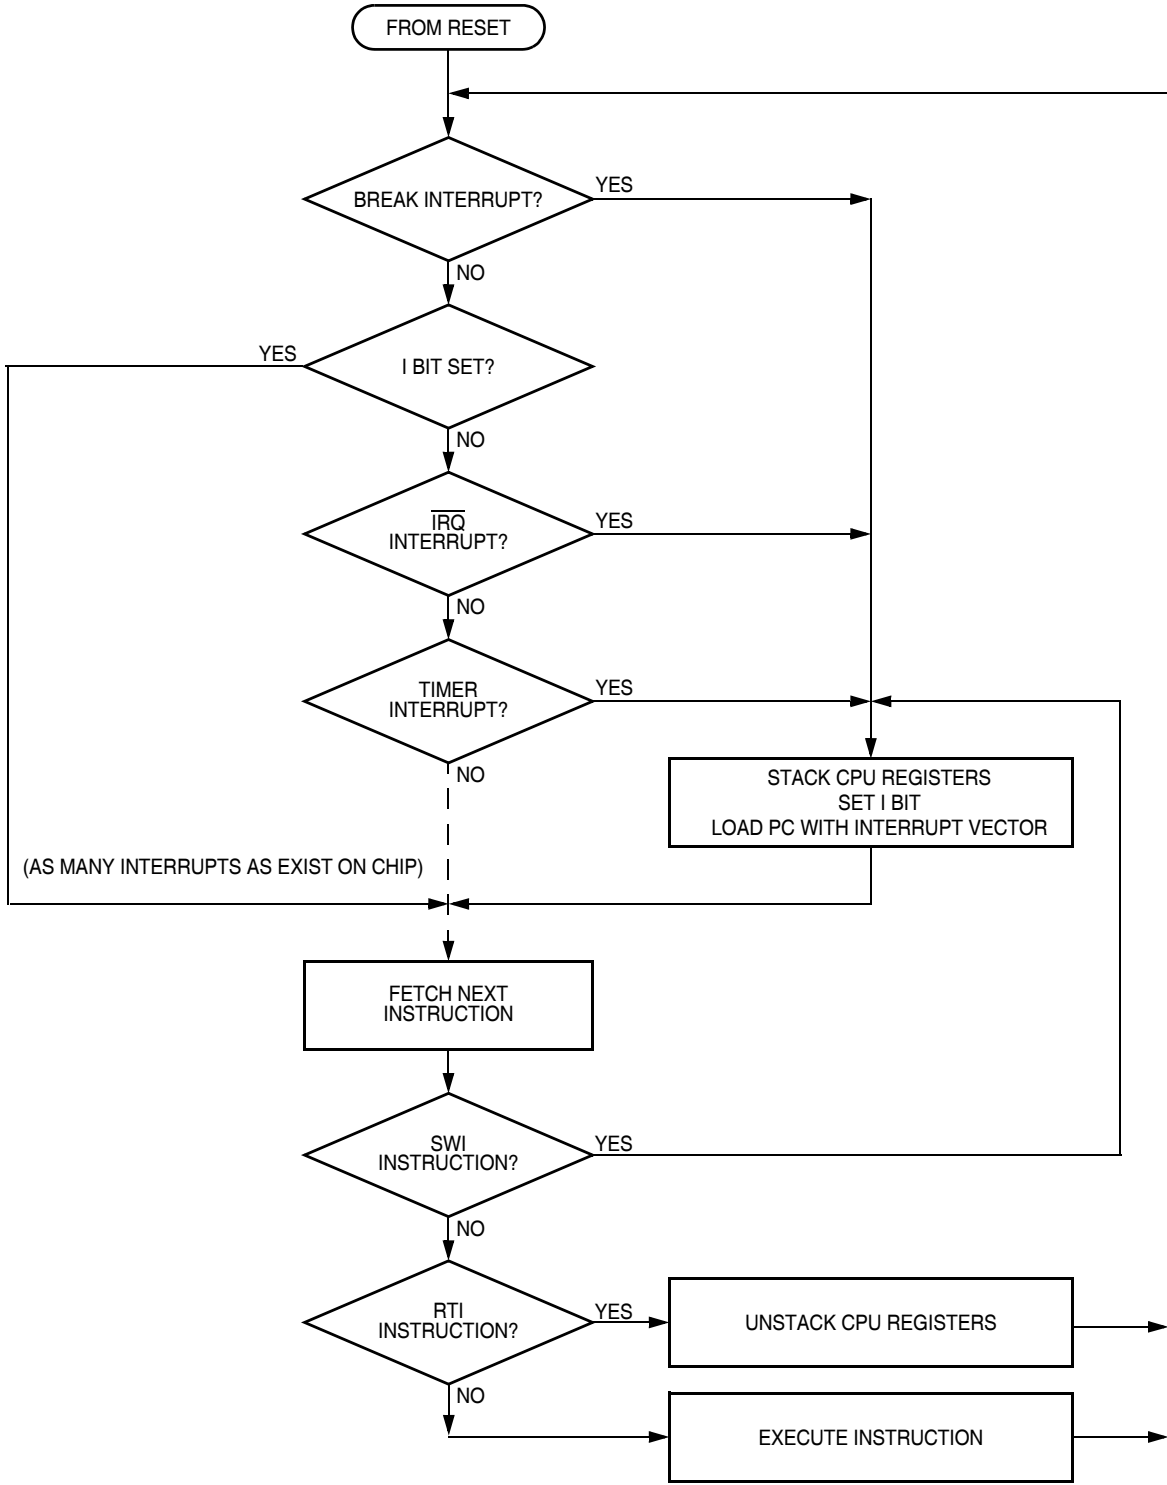 FROM RESET
BREAK INTERRUPT?
YES
NO
YES
I BIT SET?
NO
IRQ
INTERRUPT?
YES
NO
TIMER
INTERRUPT?
YES
NO
STACK CPU REGISTERS
SET I BIT
LOAD PC WITH INTERRUPT VECTOR
(AS MANY INTERRUPTS AS EXIST ON CHIP)
FETCH NEXT
INSTRUCTION
SWI
INSTRUCTION?
YES
NO
RTI
INSTRUCTION?
YES
UNSTACK CPU REGISTERS
NO
EXECUTE INSTRUCTION